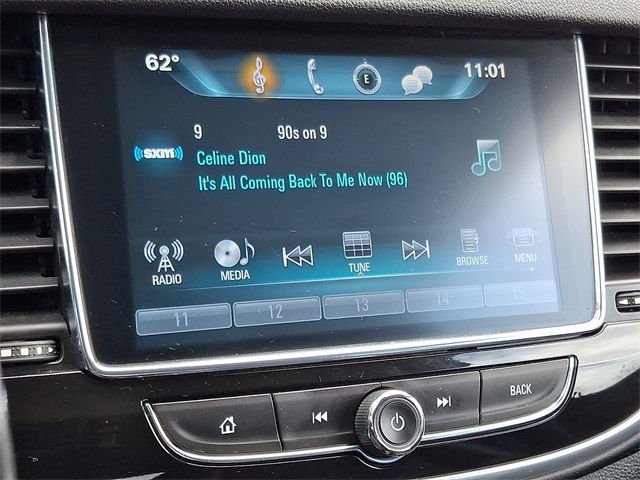 62° E 11:01
9 90s on 9
((sxm)) Celine Dion
It's All Coming Back To Me Now (96)
RADIO MEDIA TUNE BROWSE MENU
11 12 13 14 15
BACK